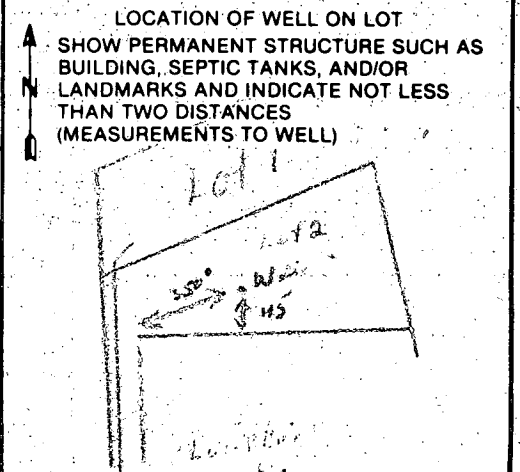 LOCATION OF WELL ON LOT
SHOW PERMANENT STRUCTURE SUCH AS
BUILDING, SEPTIC TANKS, AND/OR
N LANDMARKS AND INDICATE NOT LESS
THAN TWO DISTANCES
(MEASUREMENTS TO WELL)
Lot 1
Lot 2
Well
45